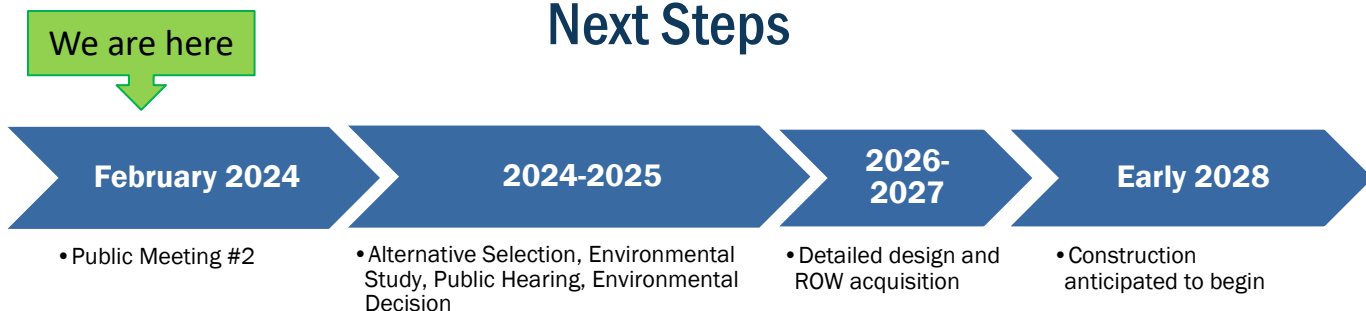 Next Steps
We are here
February 2024
2024-2025
2026-
2027
Early 2028
•Public Meeting #2
•Alternative Selection, Environmental
Study, Public Hearing, Environmental
Decision
•Detailed design and
ROW acquisition
•Construction
anticipated to begin